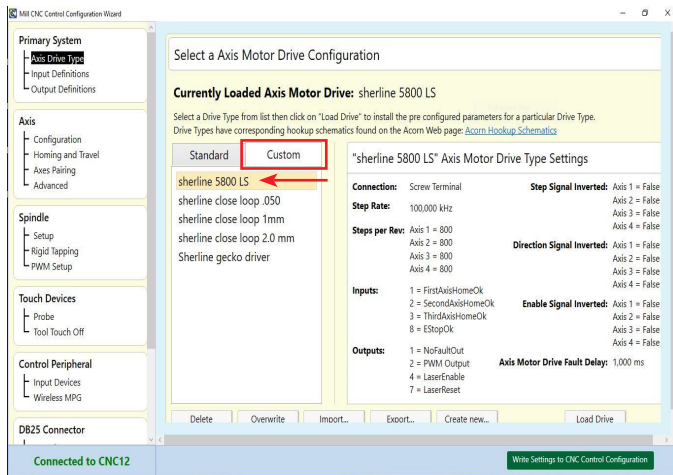 Mill CNC Control Configuration Wizard
Primary System
Axis Drive Type
Input Definitions
Output Definitions
Axis
Configuration
Homing and Travel
Axes Pairing
Advanced
Spindle
Setup
Rigid Tapping
PWM Setup
Touch Devices
Probe
Tool Touch Off
Control Peripheral
Input Devices
Wireless MPG
DB25 Connector
Connected to CNC12
Select a Axis Motor Drive Configuration
Currently Loaded Axis Motor Drive: sherline 5800 LS
Select a Drive Type from list then click on "Load Drive" to install the pre configured parameters for a particular Drive Type.
Drive Types have corresponding hookup schematics found on the Acorn Web page: Acorn Hookup Schematics
Standard Custom
sherline 5800 LS
sherline close loop .050
sherline close loop 1mm
sherline close loop 2.0 mm
Sherline gecko driver
"sherline 5800 LS" Axis Motor Drive Type Settings
Connection: Screw Terminal
Step Rate: 100,000 kHz
Steps per Rev: Axis 1 = 800
Axis 2 = 800
Axis 3 = 800
Axis 4 = 800
Inputs: 1 = FirstAxisHomeOk
2 = SecondAxisHomeOk
3 = ThirdAxisHomeOk
8 = EStopOk
Outputs: 1 = NoFaultOut
2 = PWM Output
4 = LaserEnable
7 = LaserReset
Step Signal Inverted: Axis 1 = False
Axis 2 = False
Axis 3 = False
Axis 4 = False
Direction Signal Inverted: Axis 1 = False
Axis 2 = False
Axis 3 = False
Axis 4 = False
Enable Signal Inverted: Axis 1 = False
Axis 2 = False
Axis 3 = False
Axis 4 = False
Axis Motor Drive Fault Delay: 1,000 ms
Delete Overwrite Import... Export... Create new... Load Drive
Write Settings to CNC Control Configuration